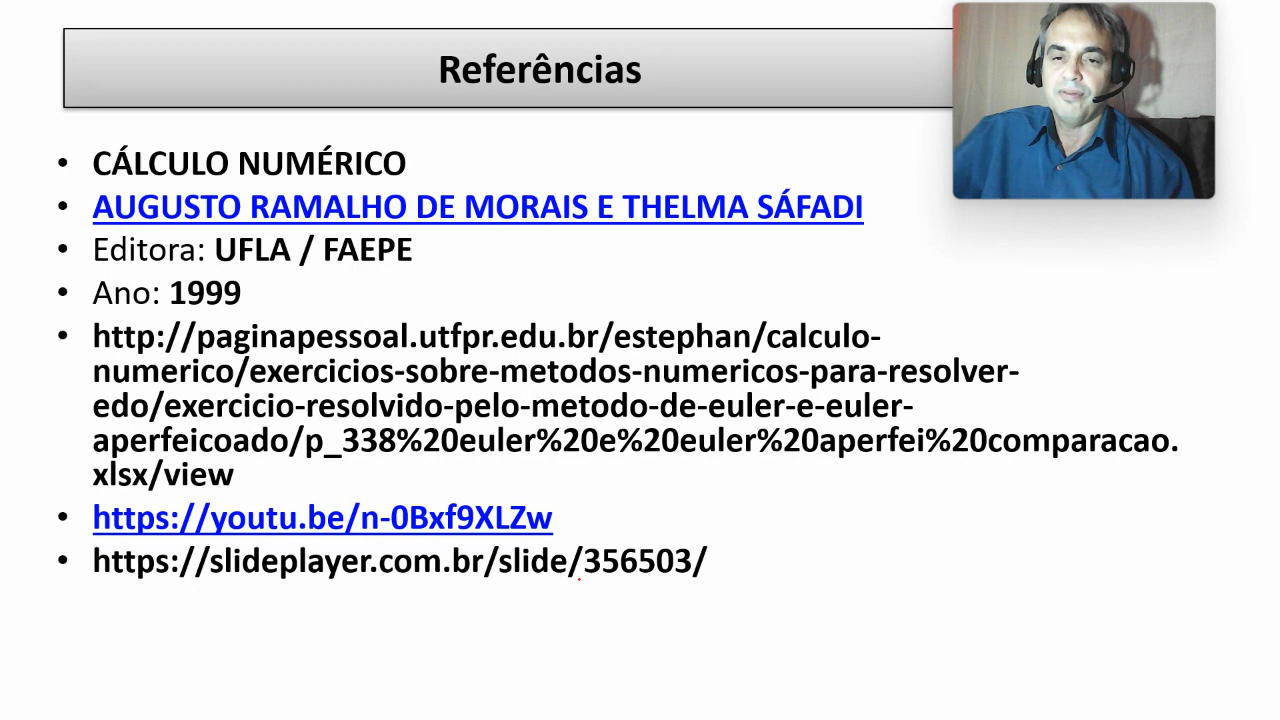 Referências
• CÁLCULO NUMÉRICO
• AUGUSTO RAMALHO DE MORAIS E THELMA SÁFADI
• Editora: UFLA / FAEPE
• Ano: 1999
• http://paginapessoal.utfpr.edu.br/estephan/calculo-
numerico/exercicios-sobre-metodos-numericos-para-resolver-
edo/exercicio-resolvido-pelo-metodo-de-euler-e-euler-
aperfeicoado/p_338%20euler%20e%20euler%20aperfei%20comparacao.
xlsx/view
• https://youtu.be/n-0Bxf9XLZw
• https://slideplayer.com.br/slide/356503/